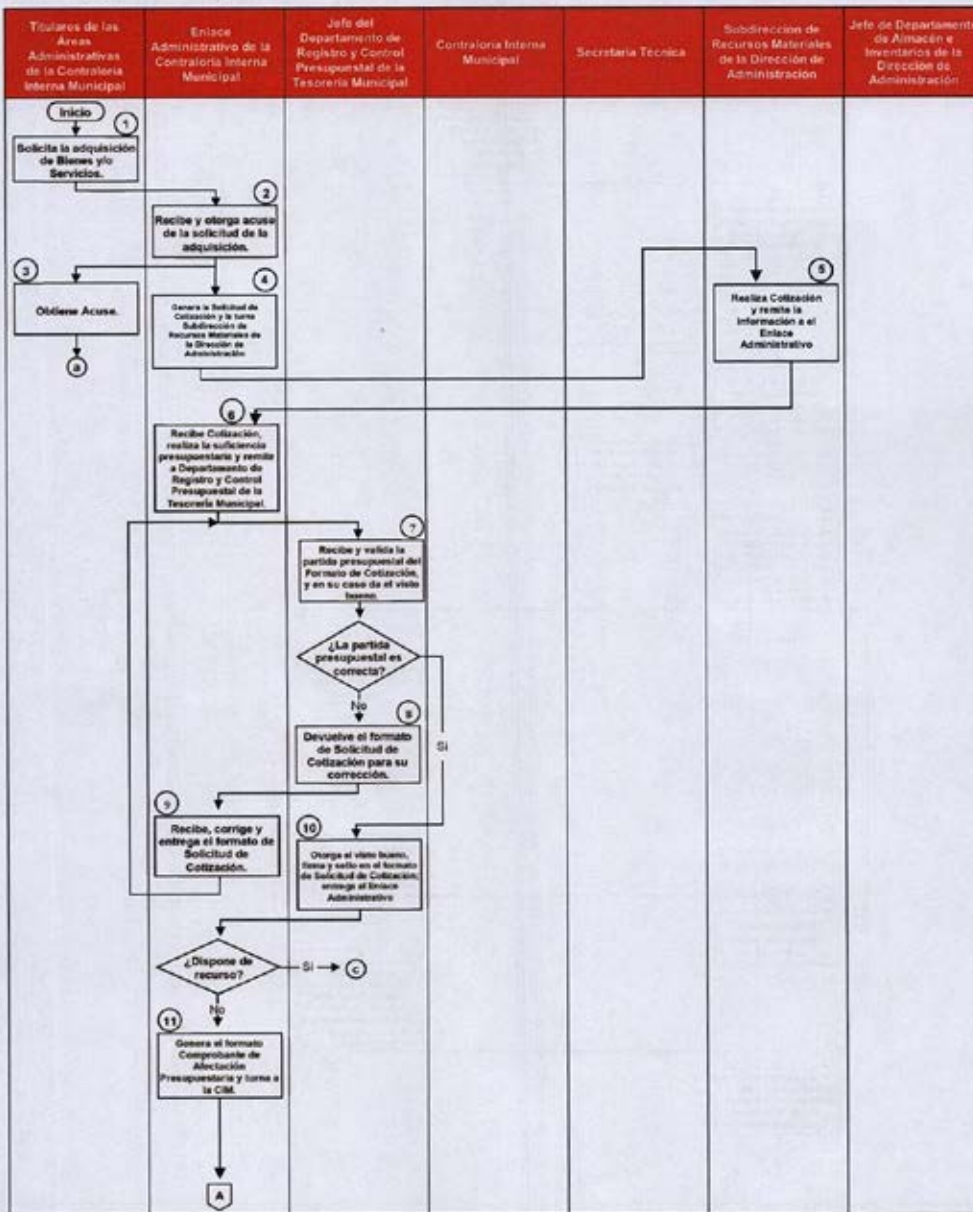 Titulares de las
Áreas
Administrativas
de la Contraloría
Interna Municipal
Enlace
Administrativo de la
Contraloría Interna
Municipal
Jefe del
Departamento de
Registro y Control
Presupuestal de la
Tesorería Municipal
Contraloría Interna
Municipal
Secretaria Técnica
Subdirección de
Recursos Materiales
de la Dirección de
Administración
Jefe de Departamento
de Almacén e
Inventarios de la
Dirección de
Administración
Inicio
1
Solicita la adquisición
de Bienes y/o
Servicios.
2
Recibe y otorga acuse
de la solicitud de la
adquisición.
3
Obtiene Acuse.
a
4
Genera la Solicitud de
Cotización y la turna
Subdirección de
Recursos Materiales de
la Dirección de
Administración
5
Realiza Cotización
y remite la
información a el
Enlace
Administrativo
6
Recibe Cotización,
realiza la suficiencia
presupuestaria y remite
a Departamento de
Registro y Control
Presupuestal de la
Tesorería Municipal.
7
Recibe y valida la
partida presupuestal del
Formato de Cotización,
y en su caso da el visto
bueno.
¿La partida
presupuestal es
correcta?
No
Si
8
Devuelve el formato
de Solicitud de
Cotización para su
corrección.
9
Recibe, corrige y
entrega el formato de
Solicitud de
Cotización.
10
Otorga el visto bueno,
firma y sello en el formato
de Solicitud de Cotización;
entrega al Enlace
Administrativo
¿Dispone de
recurso?
Si
c
No
11
Genera el formato
Comprobante de
Afectación
Presupuestaria y turna a
la CIM.
A